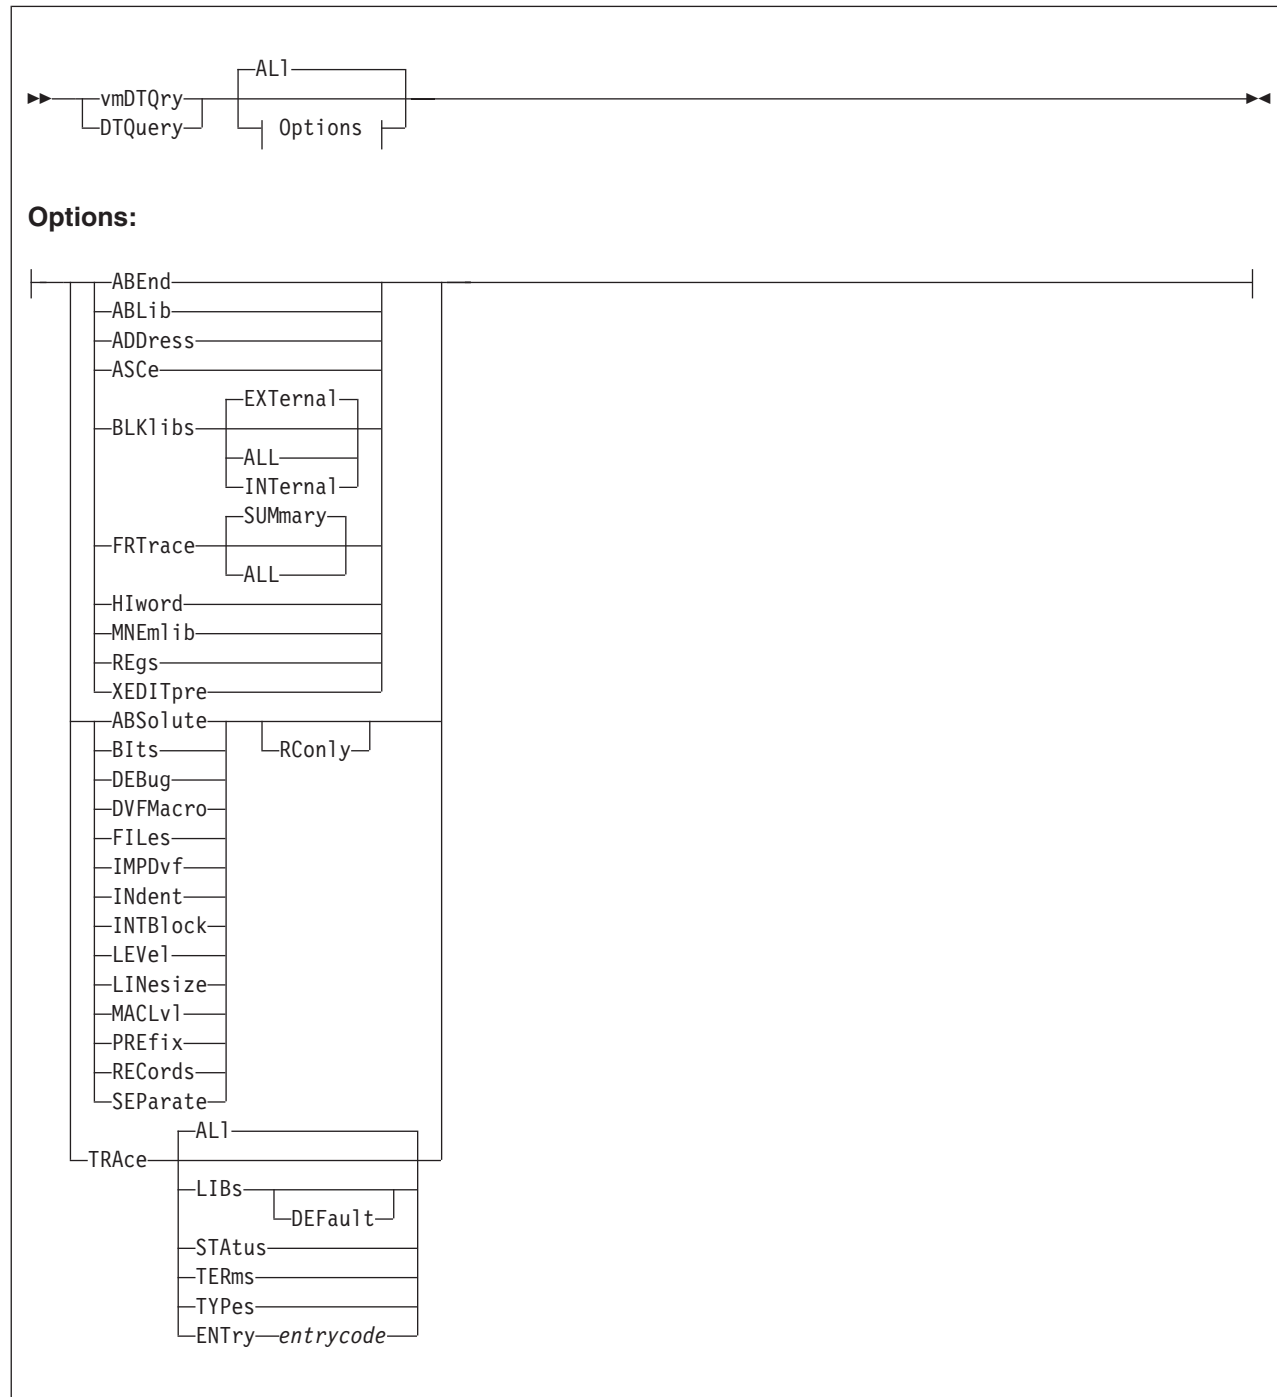 ALl
vmDTQry
DTQuery
Options
Options:
ABEnd
ABLib
ADDress
ASCe
EXTernal
BLKlibs
ALL
INTernal
SUMmary
FRTrace
ALL
HIword
MNEmlib
REgs
XEDITpre
ABSolute
BIts
RConly
DEBug
DVFMacro
FILes
IMPDvf
INdent
INTBlock
LEVel
LINesize
MACLvl
PREfix
RECords
SEParate
ALl
TRAce
LIBs
DEFault
STAtus
TERms
TYPes
ENTry entrycode